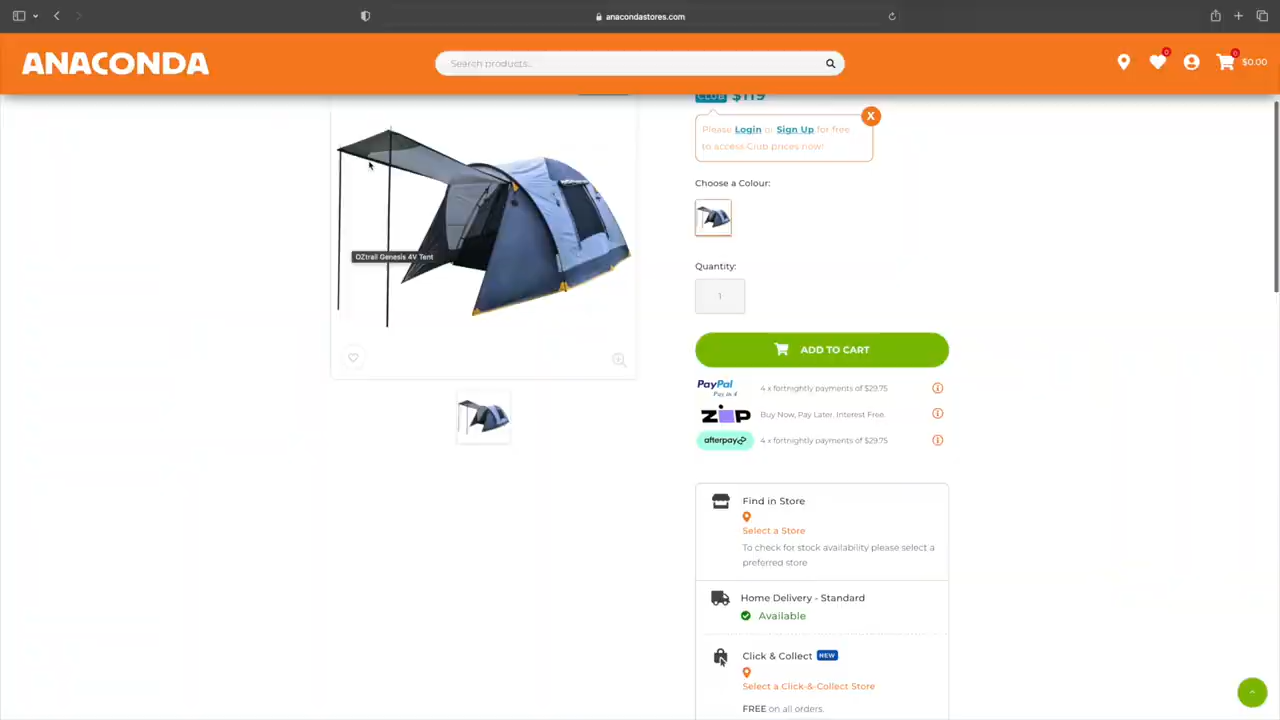 anacondastores.com
ANACONDA
Search products..
0
0
$0.00
CLUB $119
Please Login or Sign Up for free
to access Club prices now!
X
Choose a Colour:
OZtrail Genesis 4V Tent
Quantity:
1
ADD TO CART
PayPal
Pay in 4
4 x fortnightly payments of $29.75
ZIP
Buy Now, Pay Later. Interest Free.
afterpay
4 x fortnightly payments of $29.75
Find in Store
Select a Store
To check for stock availability please select a
preferred store
Home Delivery - Standard
Available
Click & Collect NEW
Select a Click-&-Collect Store
FREE on all orders.